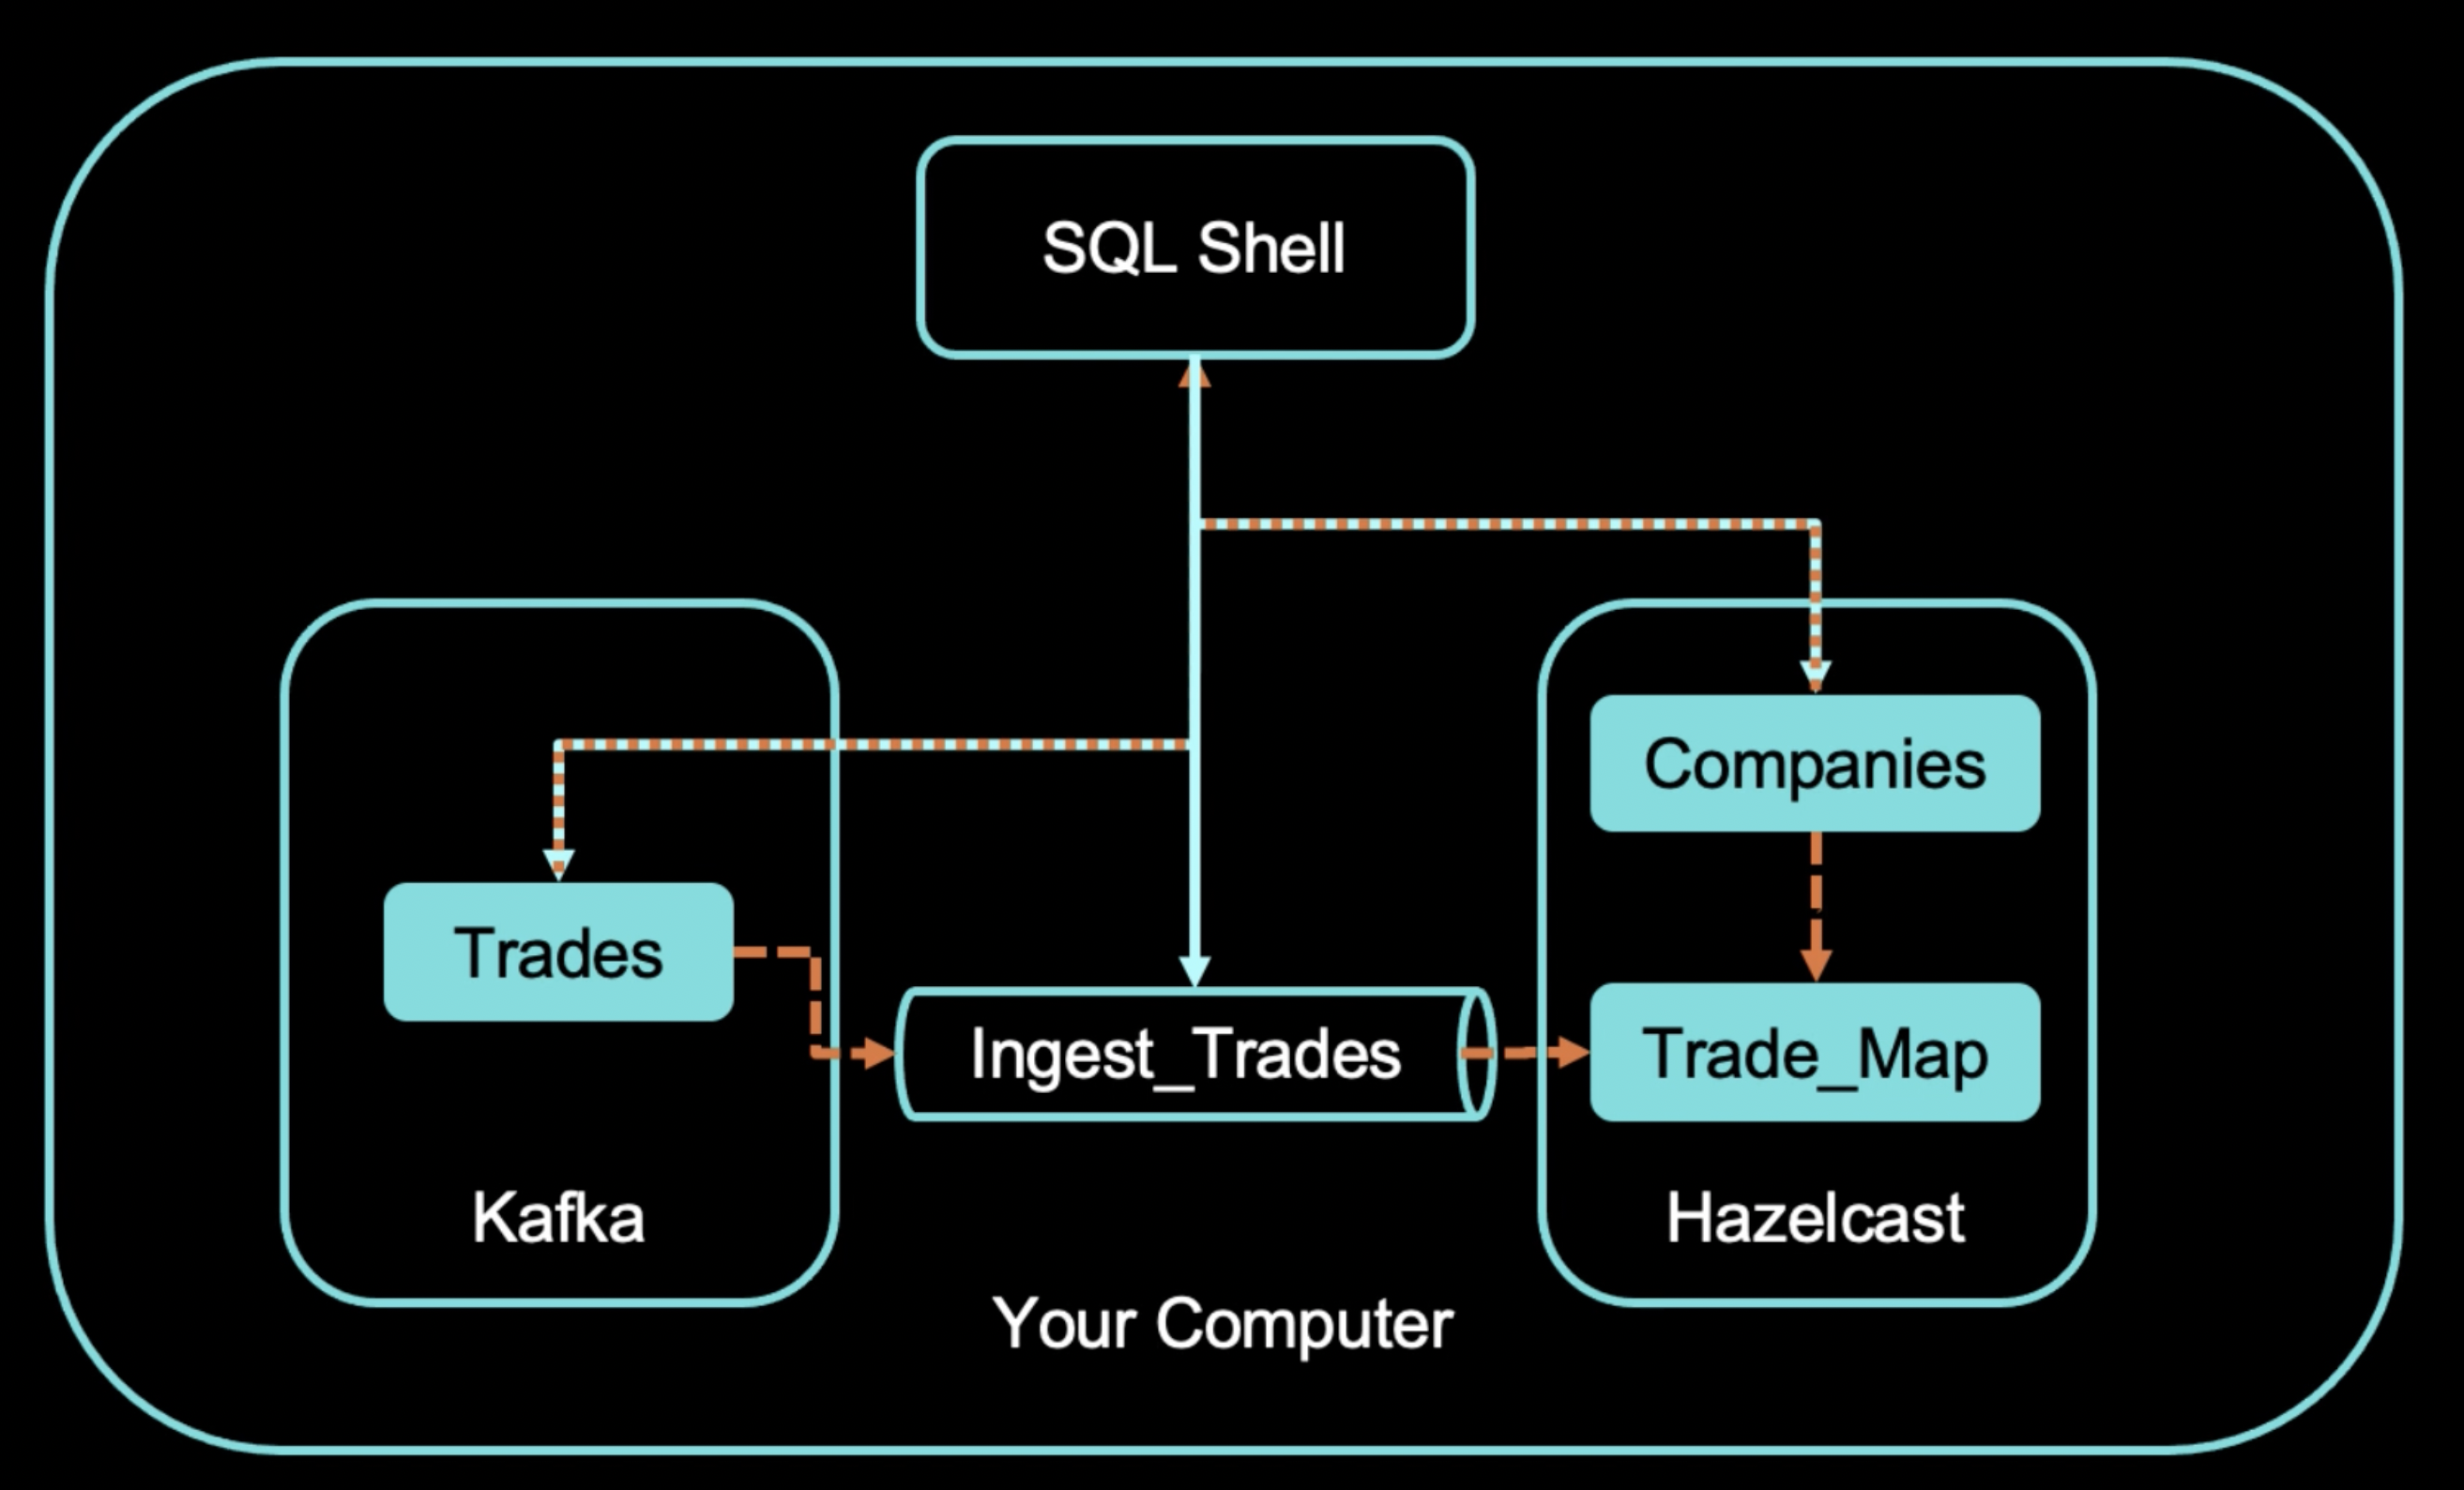 SQL Shell
Companies
Trades
Ingest_Trades
Trade_Map
Kafka
Hazelcast
Your Computer